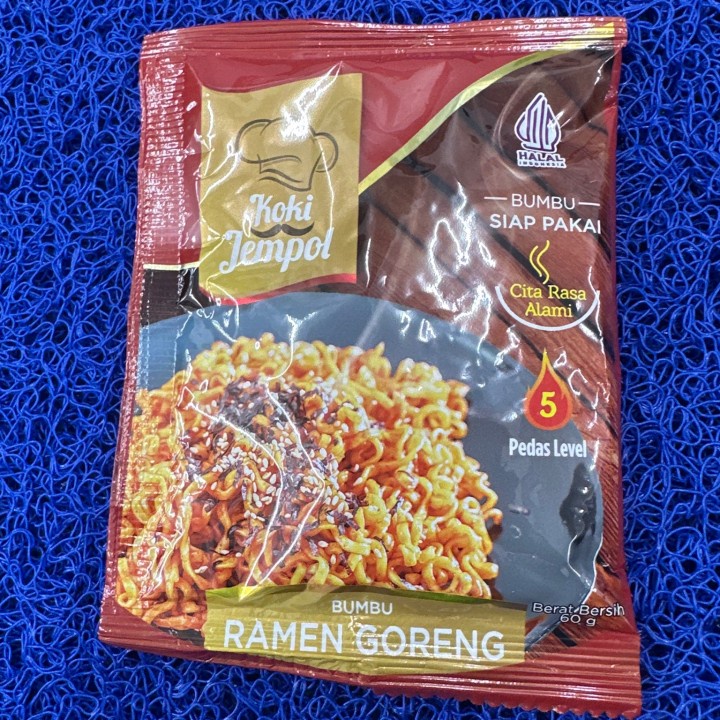 Koki
Jempol
HALAL
INDONESIA
BUMBU
SIAP PAKAI
Cita Rasa
Alami
5
Pedas Level
BUMBU
RAMEN GORENG
Berat Bersih
60 g